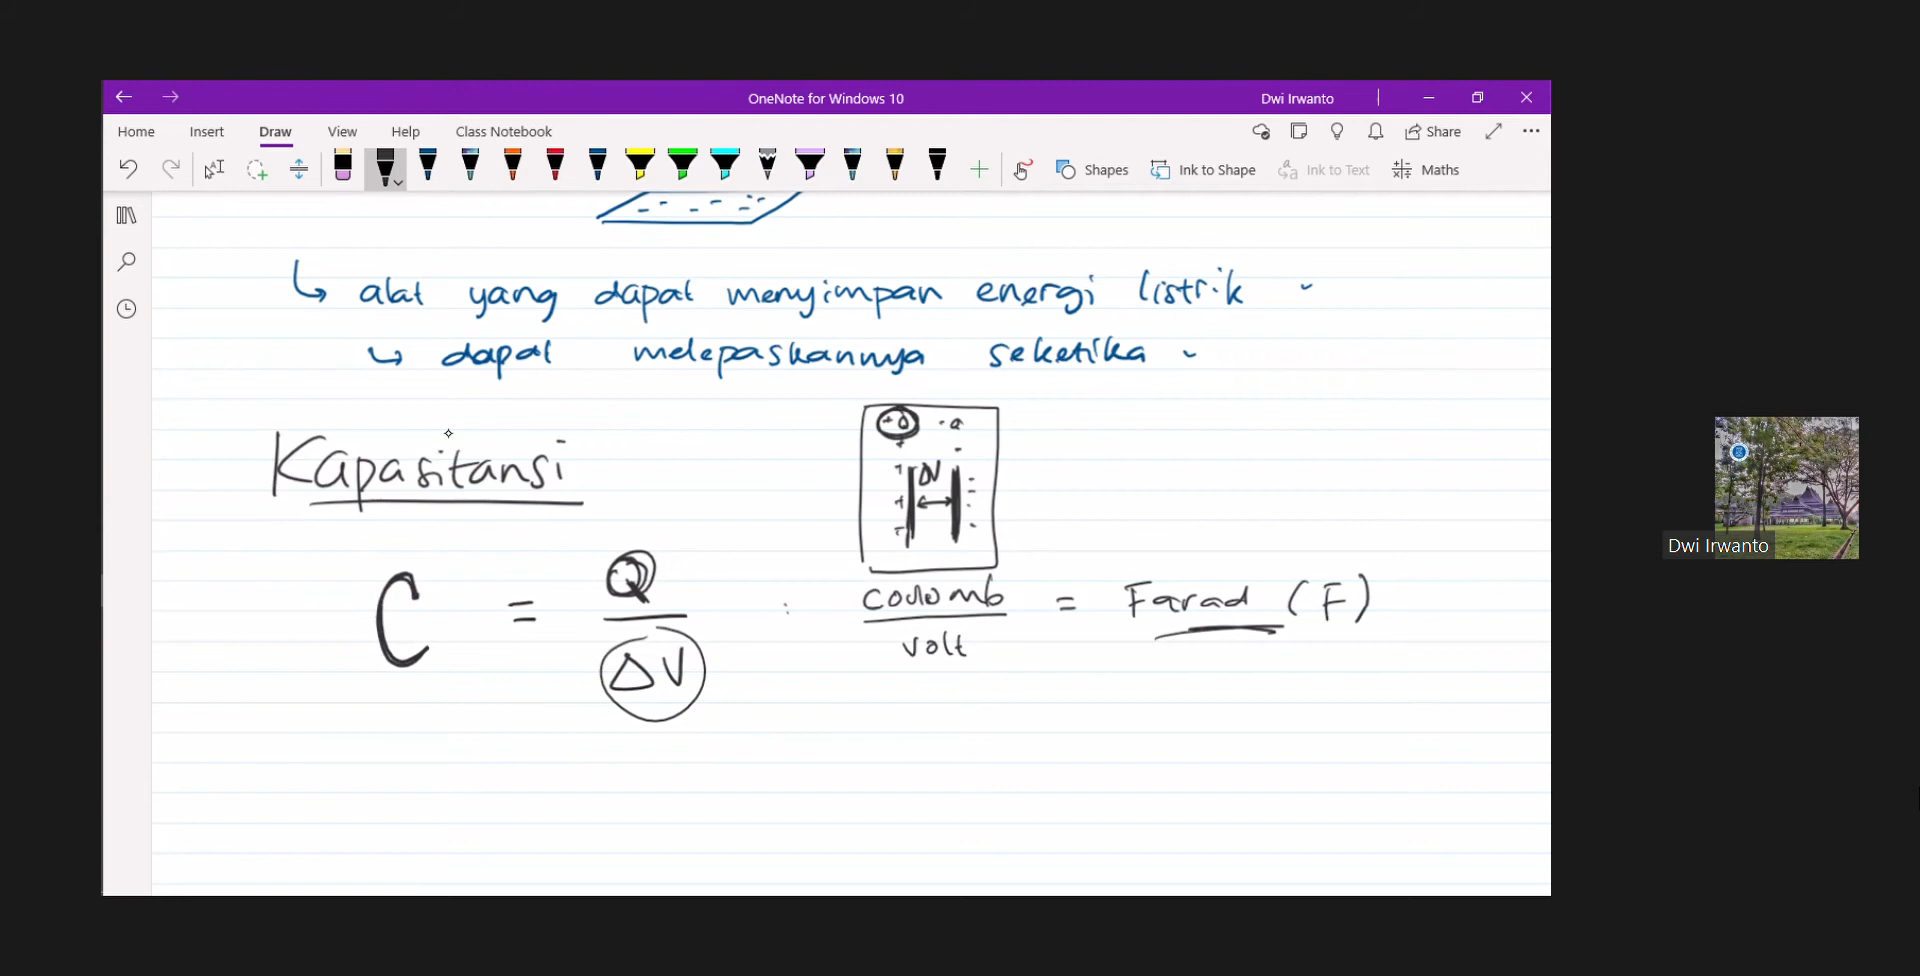 OneNote for Windows 10
Dwi Irwanto
Home Insert Draw View Help Class Notebook
Share
Shapes Ink to Shape Ink to Text Maths
↳ alat yang dapat menyimpan energi listrik
↳ dapat melepaskannya seketika
Kapasitansi
+Q -Q
ΔV
C = Q / ΔV : coulomb / volt = Farad (F)
Dwi Irwanto